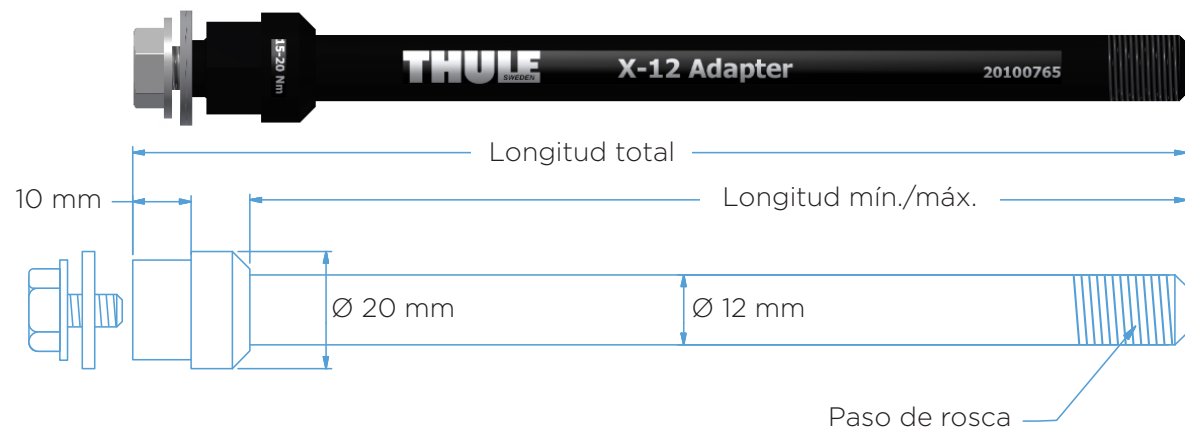 15-20 Nm
THULE
SWEDEN
X-12 Adapter
20100765
Longitud total
10 mm
Longitud mín./máx.
Ø 20 mm
Ø 12 mm
Paso de rosca